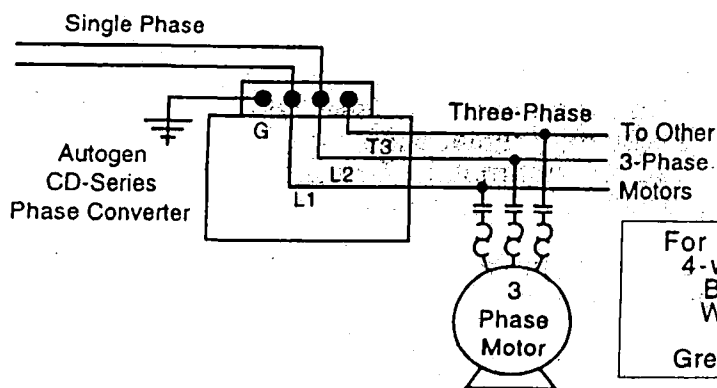 Single Phase
G
Autogen
CD-Series
Phase Converter
T3
L2
L1
Three-Phase
To Other
3-Phase
Motors
3
Phase
Motor
For
Gre